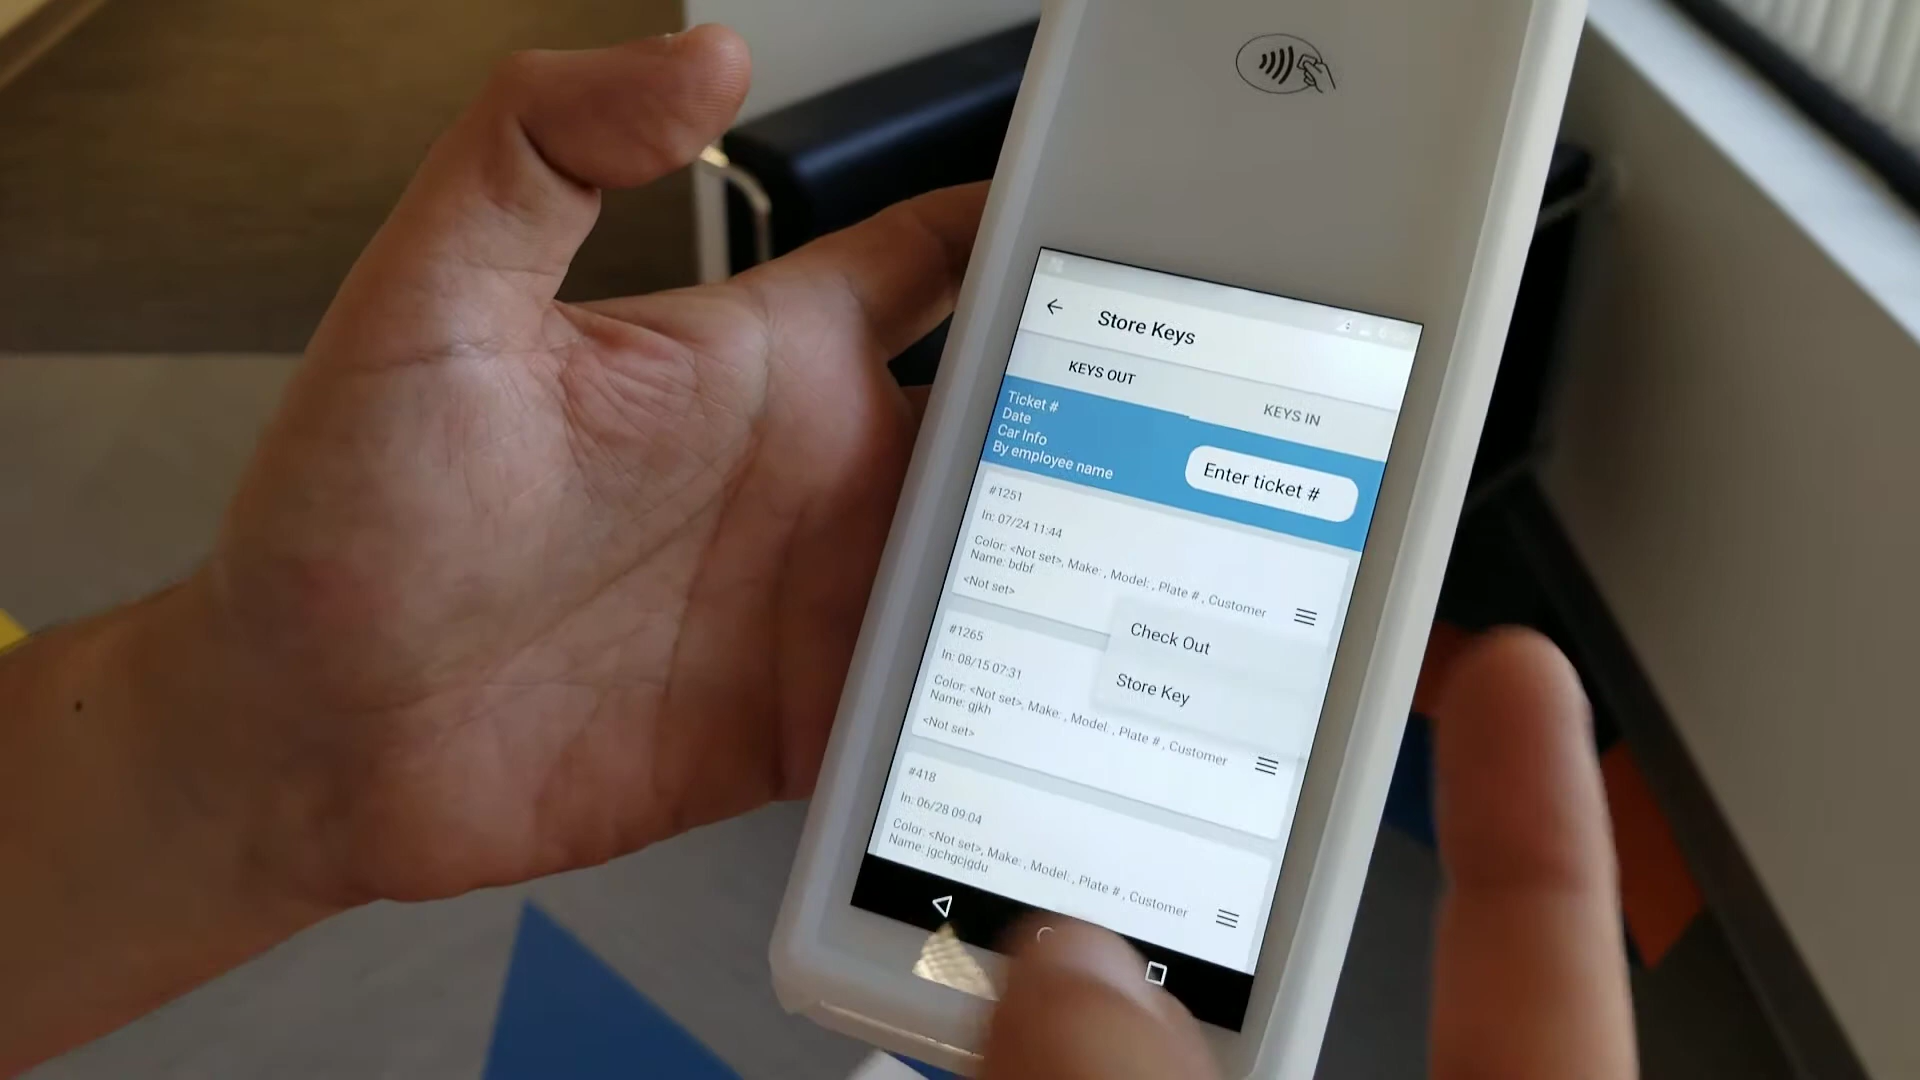 Store Keys
KEYS OUT
KEYS IN
Ticket #
Date
Car Info
By employee name
Enter ticket #
#1251
In: 07/24 11:44
Color: <Not set>, Make: , Model: , Plate # , Customer
Name: bdbf
<Not set>
Check Out
Store Key
#1265
In: 08/15 07:31
Color: <Not set>, Make: , Model: , Plate # , Customer
Name: gjkh
<Not set>
#418
In: 06/28 09:04
Color: <Not set>, Make: , Model: , Plate # , Customer
Name: jgchgcjgdu